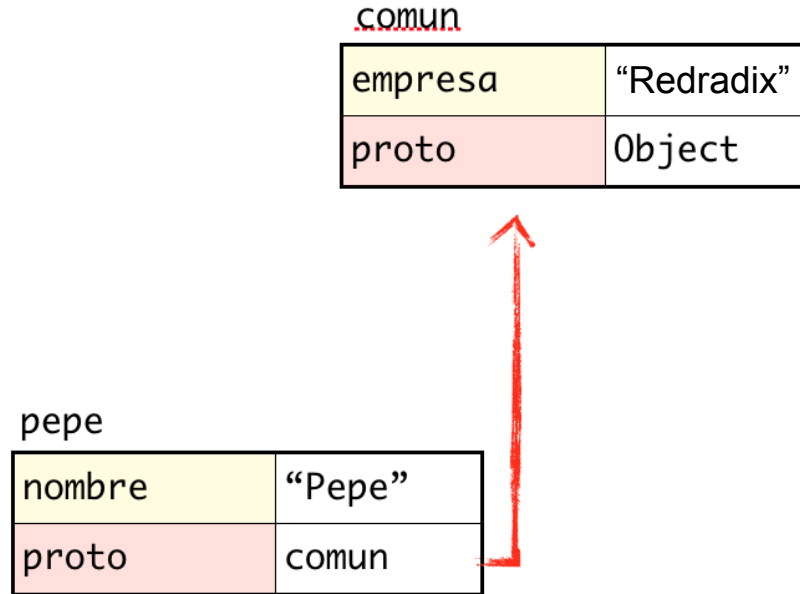 comun
empresa “Redradix”
proto Object
pepe
nombre “Pepe”
proto comun